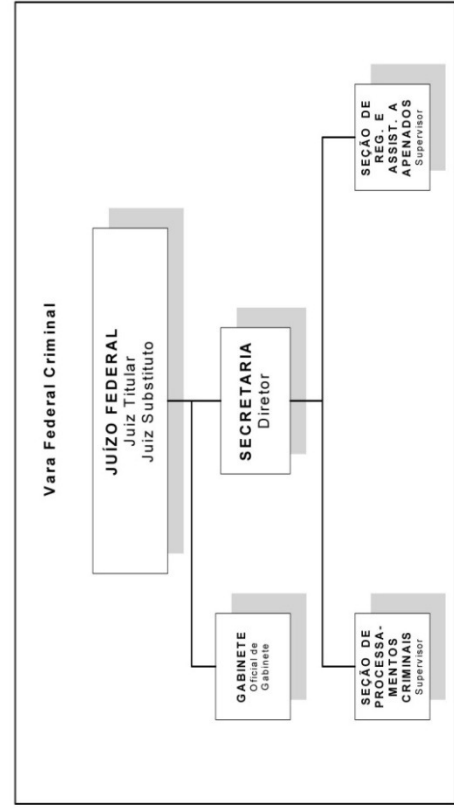 Vara Federal Criminal
JUÍZO FEDERAL
Juiz Titular
Juiz Substituto
GABINETE
Oficial de
Gabinete
SECRETARIA
Diretor
SEÇÃO DE
PROCESSA-
MENTOS
CRIMINAIS
Supervisor
SEÇÃO DE
REG. E
ASSIST. A
APENADOS
Supervisor